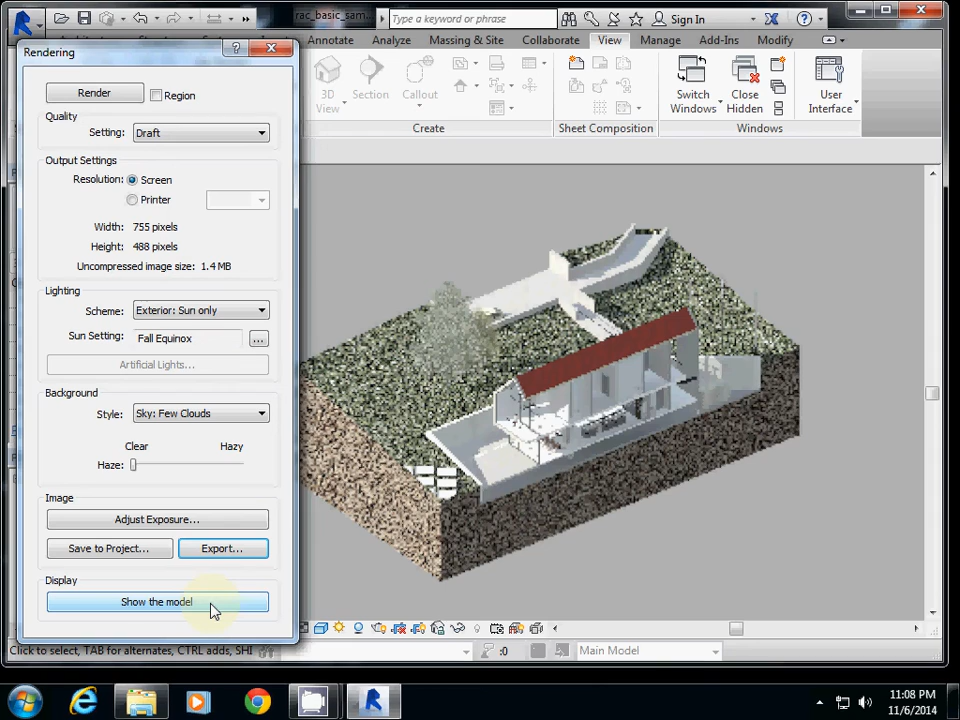 rac_basic_sam...
Type a keyword or phrase
Sign In
Rendering
Annotate
Analyze
Massing & Site
Collaborate
View
Manage
Add-Ins
Modify
3D
View
Section
Callout
Switch
Windows
Close
Hidden
User
Interface
Create
Sheet Composition
Windows
Render
Region
Quality
Setting:
Draft
Output Settings
Resolution:
Screen
Printer
Width:
755 pixels
Height:
488 pixels
Uncompressed image size:
1.4 MB
Lighting
Scheme:
Exterior: Sun only
Sun Setting:
Fall Equinox
...
Artificial Lights...
Background
Style:
Sky: Few Clouds
Clear
Hazy
Haze:
Image
Adjust Exposure...
Save to Project...
Export...
Display
Show the model
Click to select, TAB for alternates, CTRL adds, SHI
:0
Main Model
11:08 PM
11/6/2014